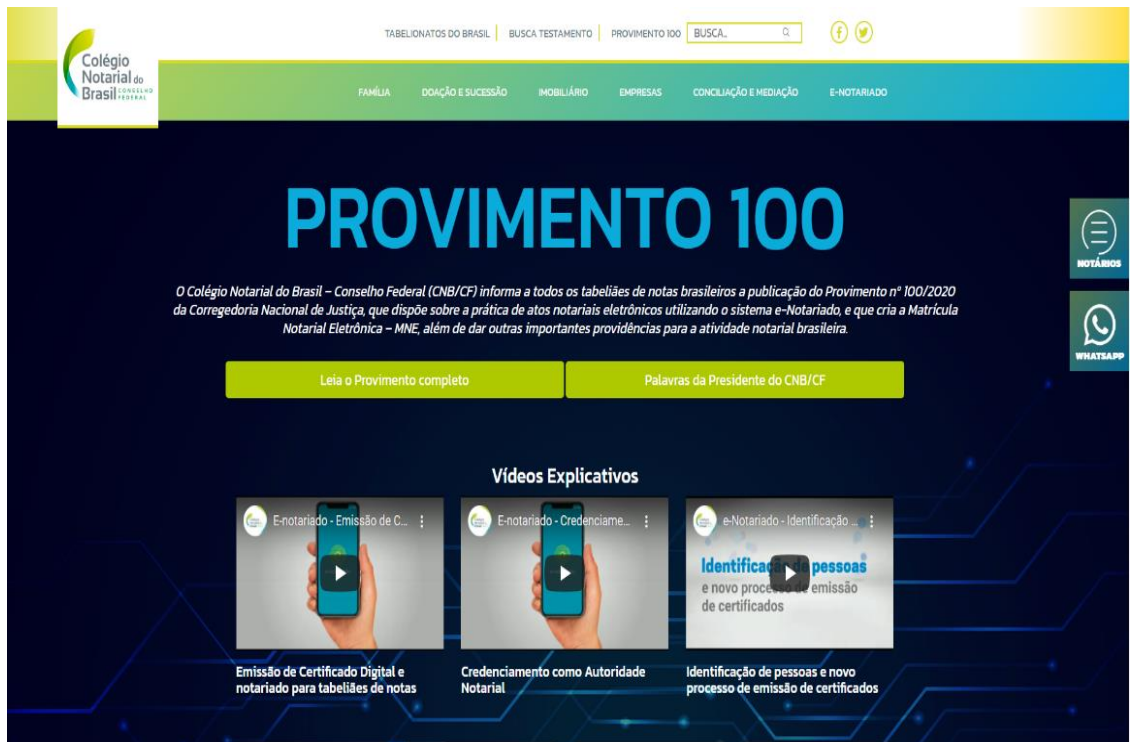 TABELIONATOS DO BRASIL
BUSCA TESTAMENTO
PROVIMENTO 100
BUSCA...
Colégio
Notarial do
Brasil CONSELHO
FEDERAL
FAMÍLIA
DOAÇÃO E SUCESSÃO
IMOBILIÁRIO
EMPRESAS
CONCILIAÇÃO E MEDIAÇÃO
E-NOTARIADO
PROVIMENTO 100
O Colégio Notarial do Brasil – Conselho Federal (CNB/CF) informa a todos os tabeliães de notas brasileiros a publicação do Provimento nº 100/2020
da Corregedoria Nacional de Justiça, que dispõe sobre a prática de atos notariais eletrônicos utilizando o sistema e-Notariado, e que cria a Matrícula
Notarial Eletrônica – MNE, além de dar outras importantes providências para a atividade notarial brasileira.
NOTÁRIOS
WHATSAPP
Leia o Provimento completo
Palavras da Presidente do CNB/CF
Vídeos Explicativos
E-notariado - Emissão de C...
E-notariado - Credenciame...
e-Notariado - Identificação ...
Identificação de pessoas
e novo processo de emissão
de certificados
Emissão de Certificado Digital e
notariado para tabeliães de notas
Credenciamento como Autoridade
Notarial
Identificação de pessoas e novo
processo de emissão de certificados